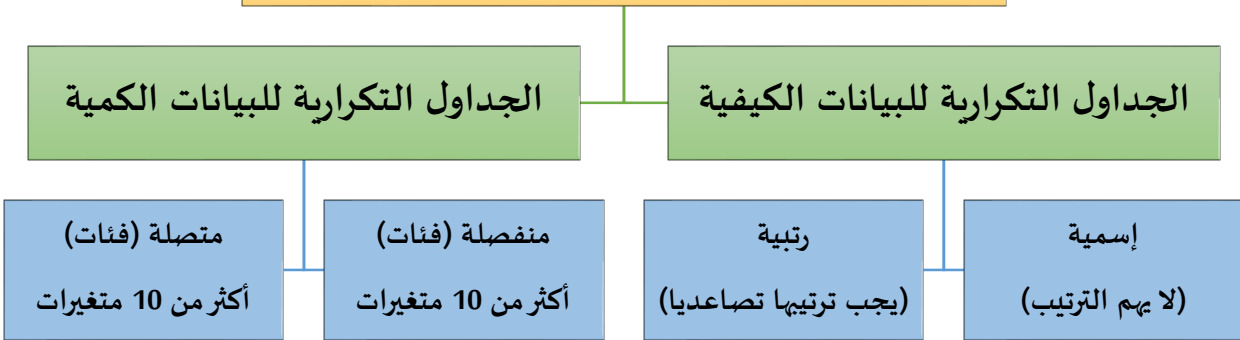 الجداول التكرارية للبيانات الكيفية
الجداول التكرارية للبيانات الكمية
إسمية
(لا يهم الترتيب)
رتبية
(يجب ترتيبها تصاعديا)
منفصلة (فئات)
أكثر من 10 متغيرات
متصلة (فئات)
أكثر من 10 متغيرات